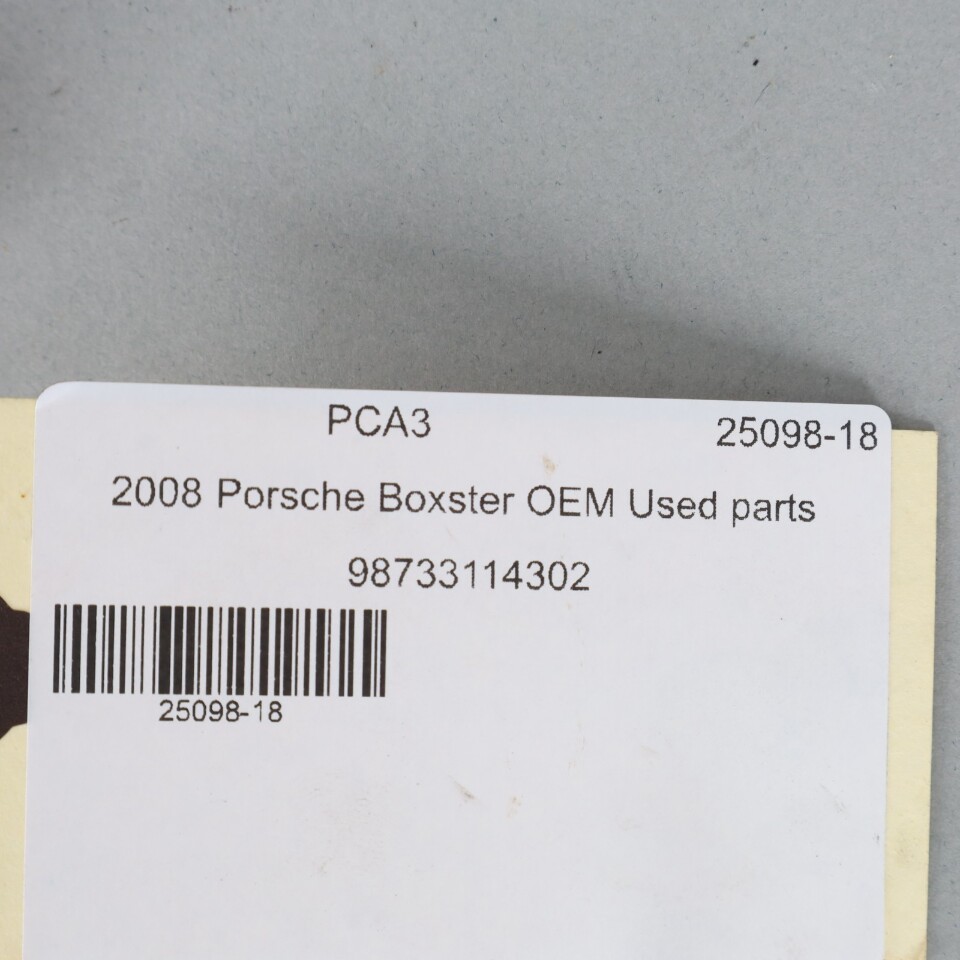 PCA3 25098-18
2008 Porsche Boxster OEM Used parts
98733114302
25098-18